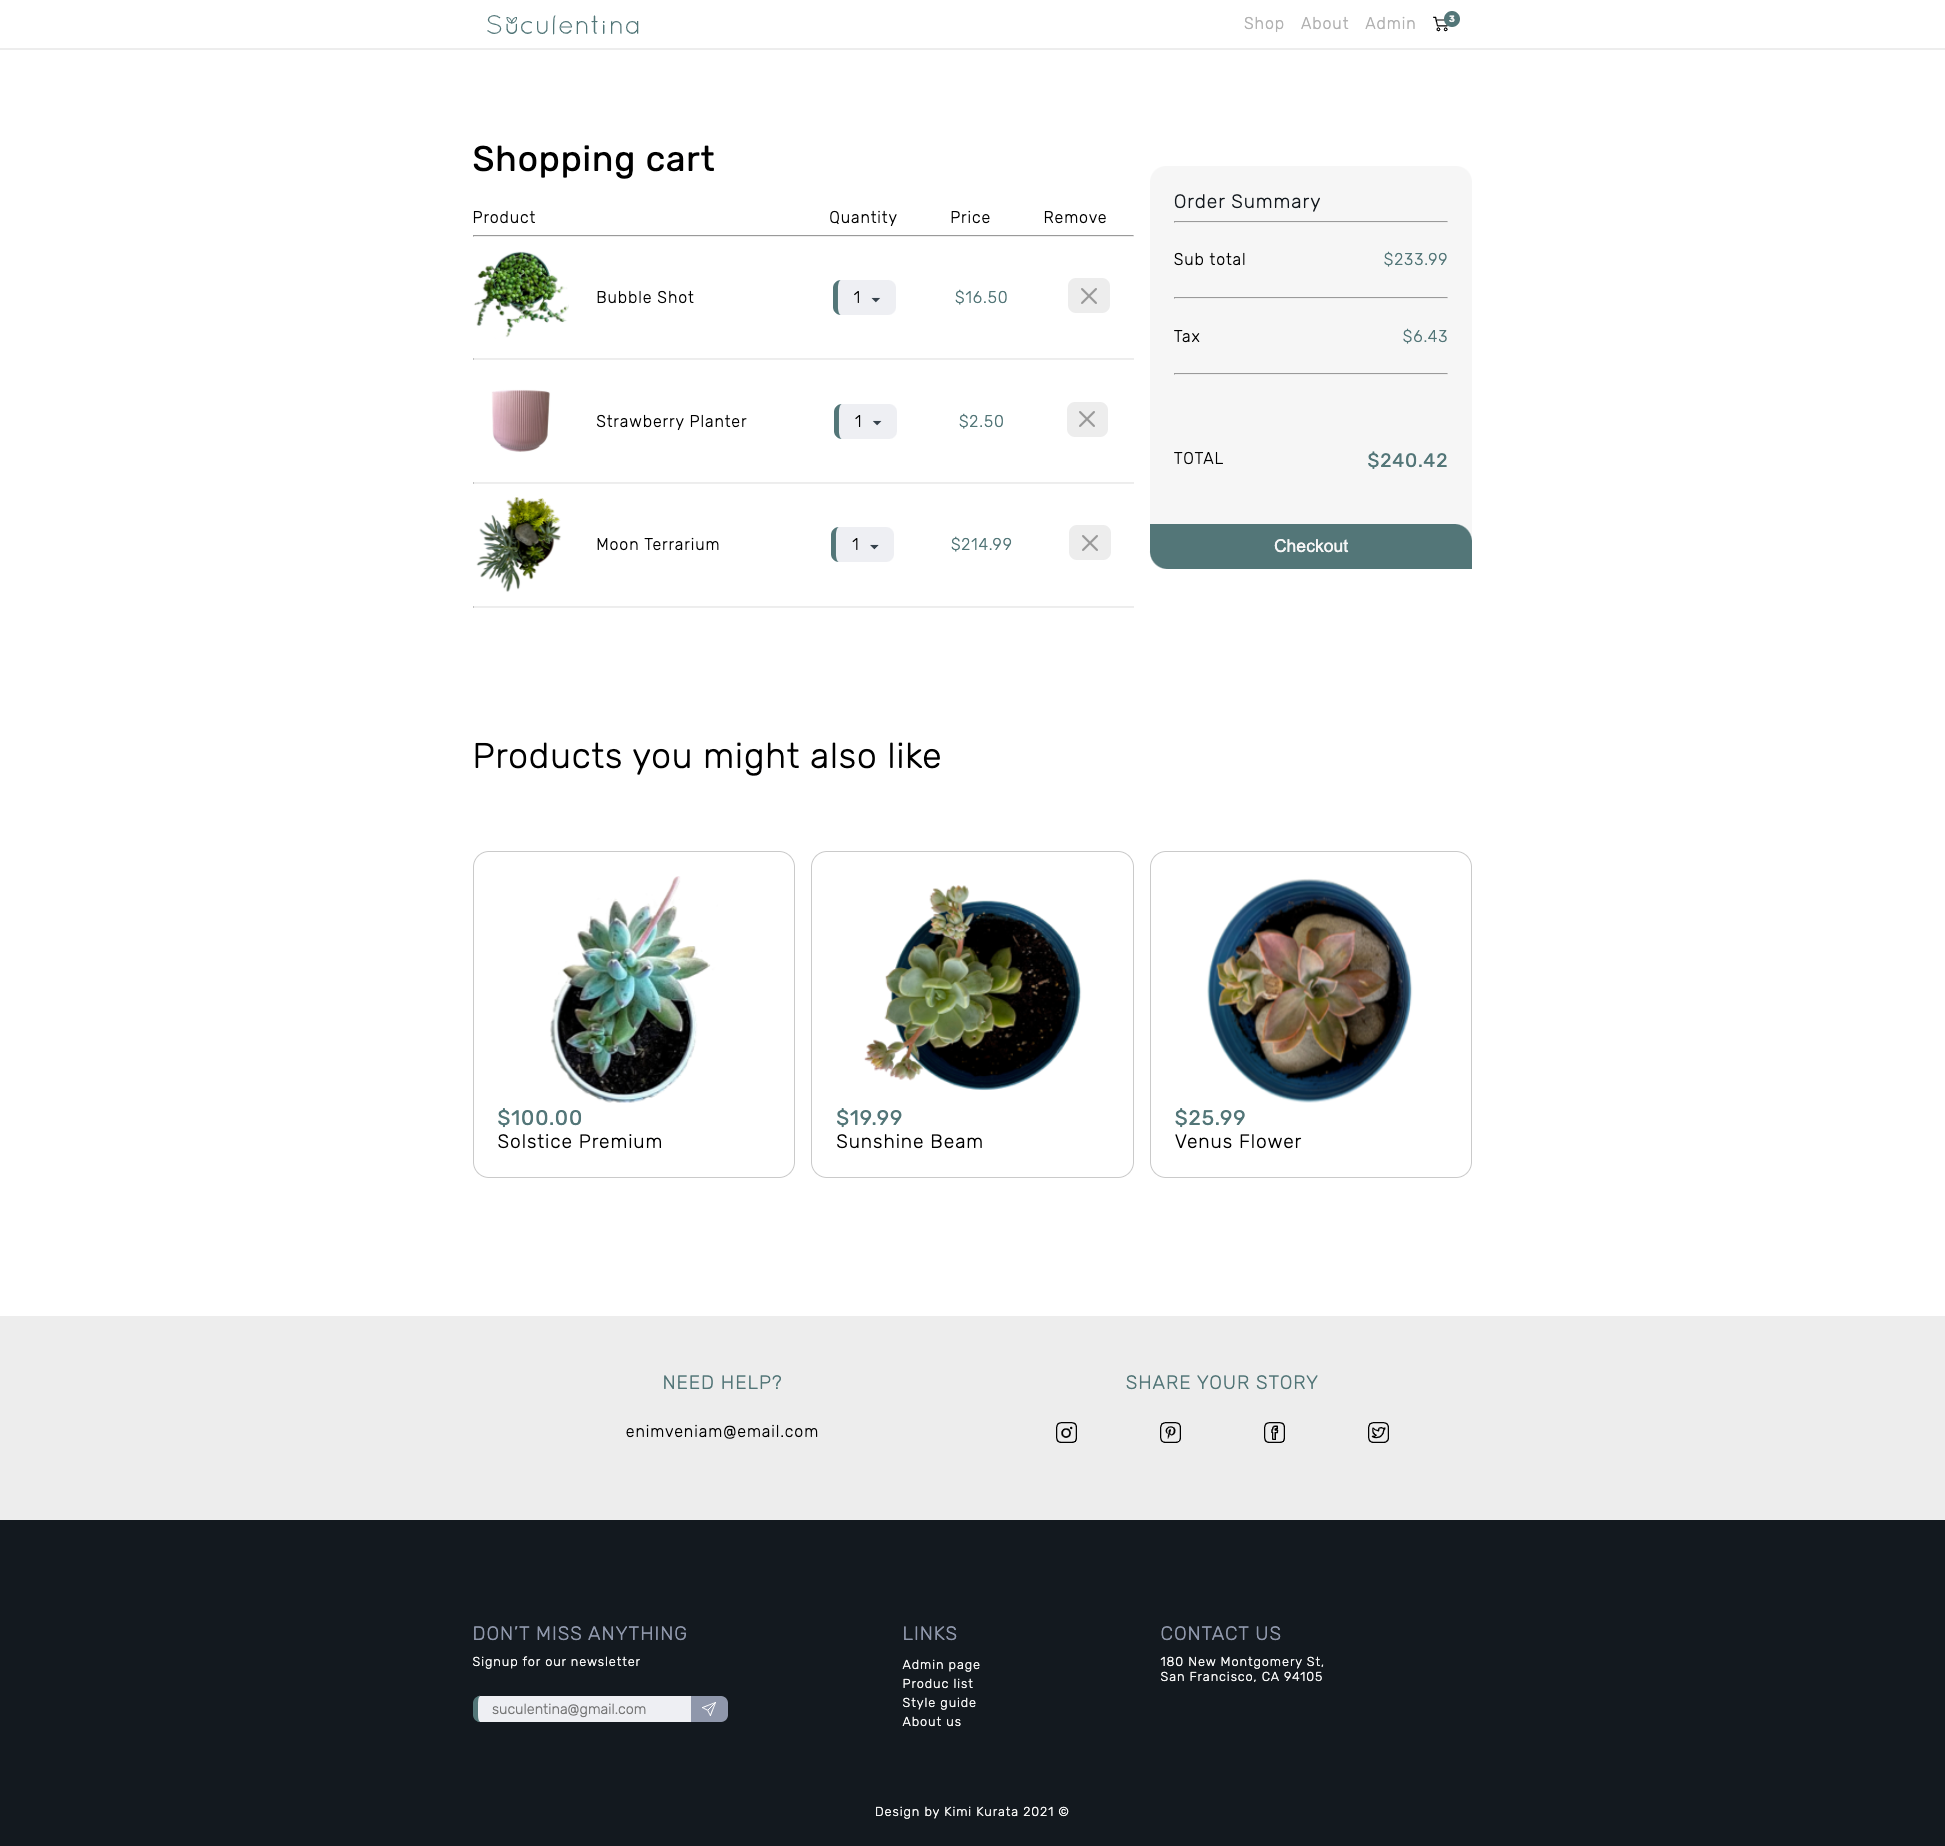 Suculentina
Shop About Admin 3
Shopping cart
Product Quantity Price Remove
Bubble Shot 1 $16.50
Strawberry Planter 1 $2.50
Moon Terrarium 1 $214.99
Order Summary
Sub total $233.99
Tax $6.43
TOTAL $240.42
Checkout
Products you might also like
$100.00
Solstice Premium
$19.99
Sunshine Beam
$25.99
Venus Flower
NEED HELP?
enimveniam@email.com
SHARE YOUR STORY
DON'T MISS ANYTHING
Signup for our newsletter
suculentina@gmail.com
LINKS
Admin page
Produc list
Style guide
About us
CONTACT US
180 New Montgomery St,
San Francisco, CA 94105
Design by Kimi Kurata 2021 ©